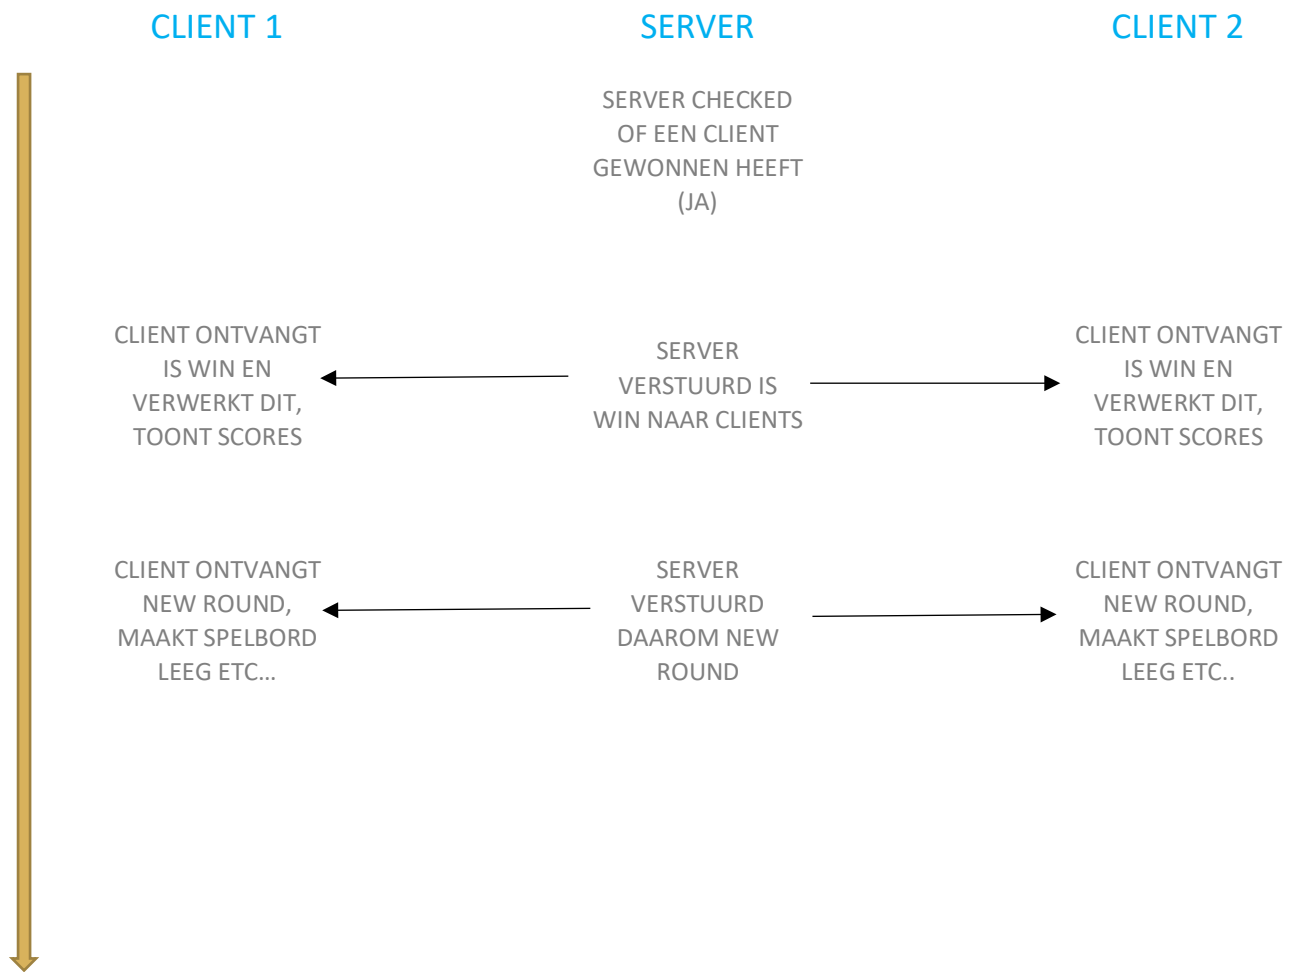 CLIENT 1
SERVER
CLIENT 2
SERVER CHECKED
OF EEN CLIENT
GEWONNEN HEEFT
(JA)
CLIENT ONTVANGT
IS WIN EN
VERWERKT DIT,
TOONT SCORES
SERVER
VERSTUURD IS
WIN NAAR CLIENTS
CLIENT ONTVANGT
IS WIN EN
VERWERKT DIT,
TOONT SCORES
CLIENT ONTVANGT
NEW ROUND,
MAAKT SPELBORD
LEEG ETC...
SERVER
VERSTUURD
DAAROM NEW
ROUND
CLIENT ONTVANGT
NEW ROUND,
MAAKT SPELBORD
LEEG ETC..